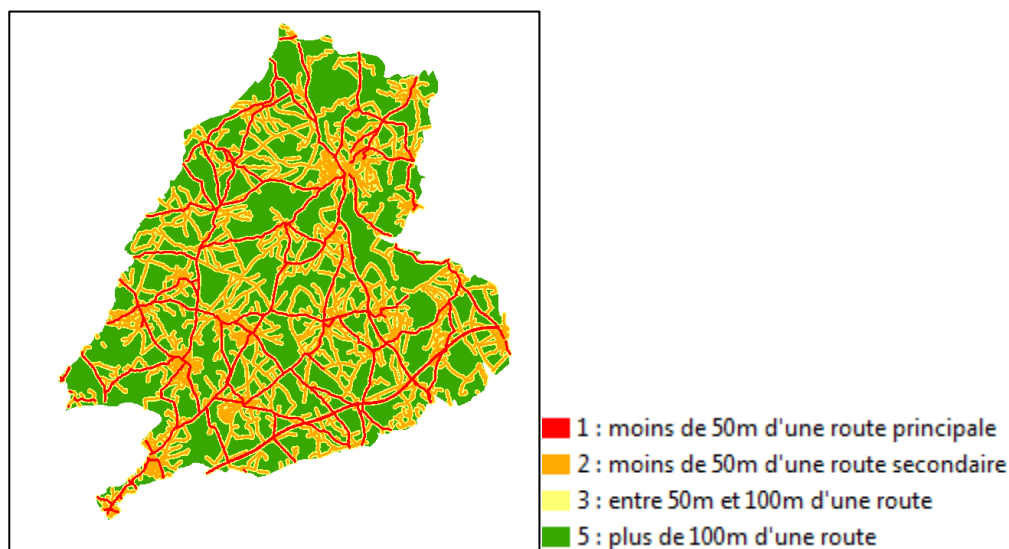 1 : moins de 50m d'une route principale
2 : moins de 50m d'une route secondaire
3 : entre 50m et 100m d'une route
5 : plus de 100m d'une route